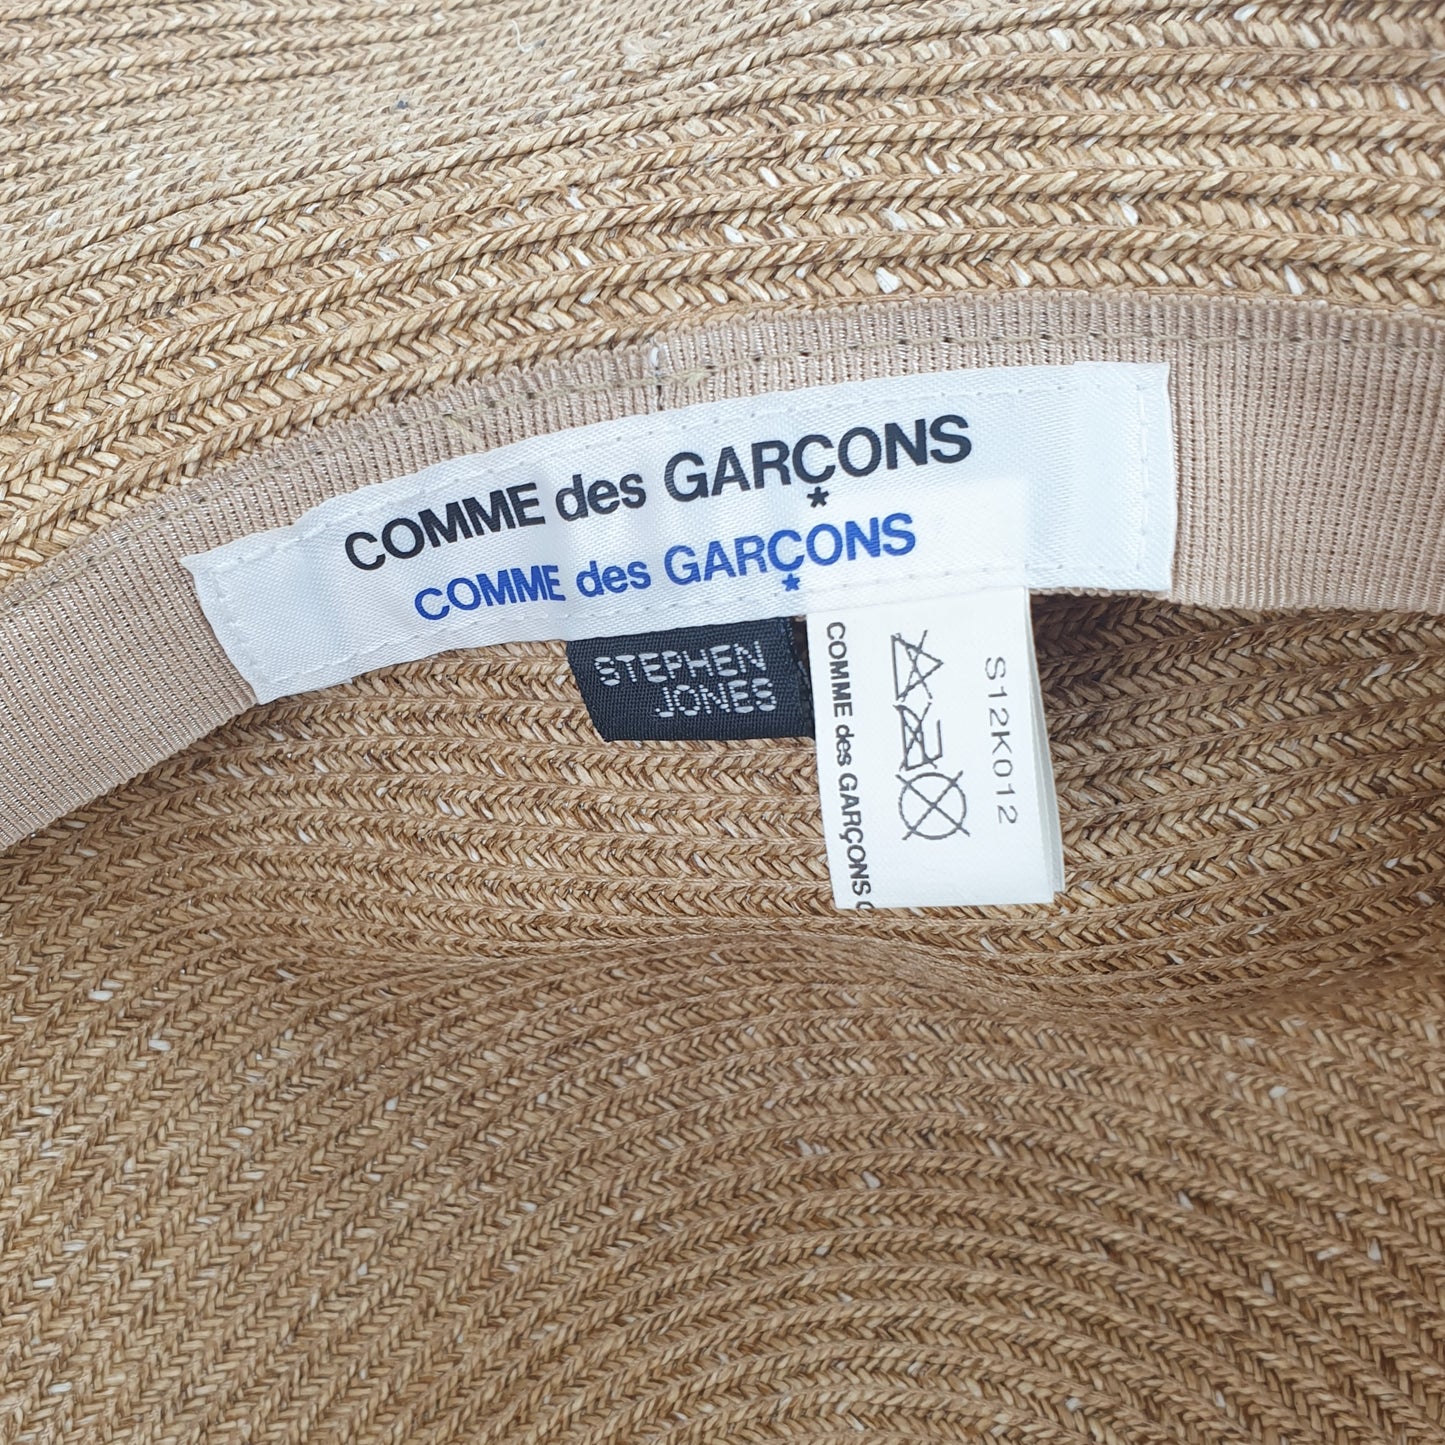 COMME des GARÇONS
*
COMME des GARÇONS
*
STEPHEN
JONES
COMME des GARÇONS
S12K012